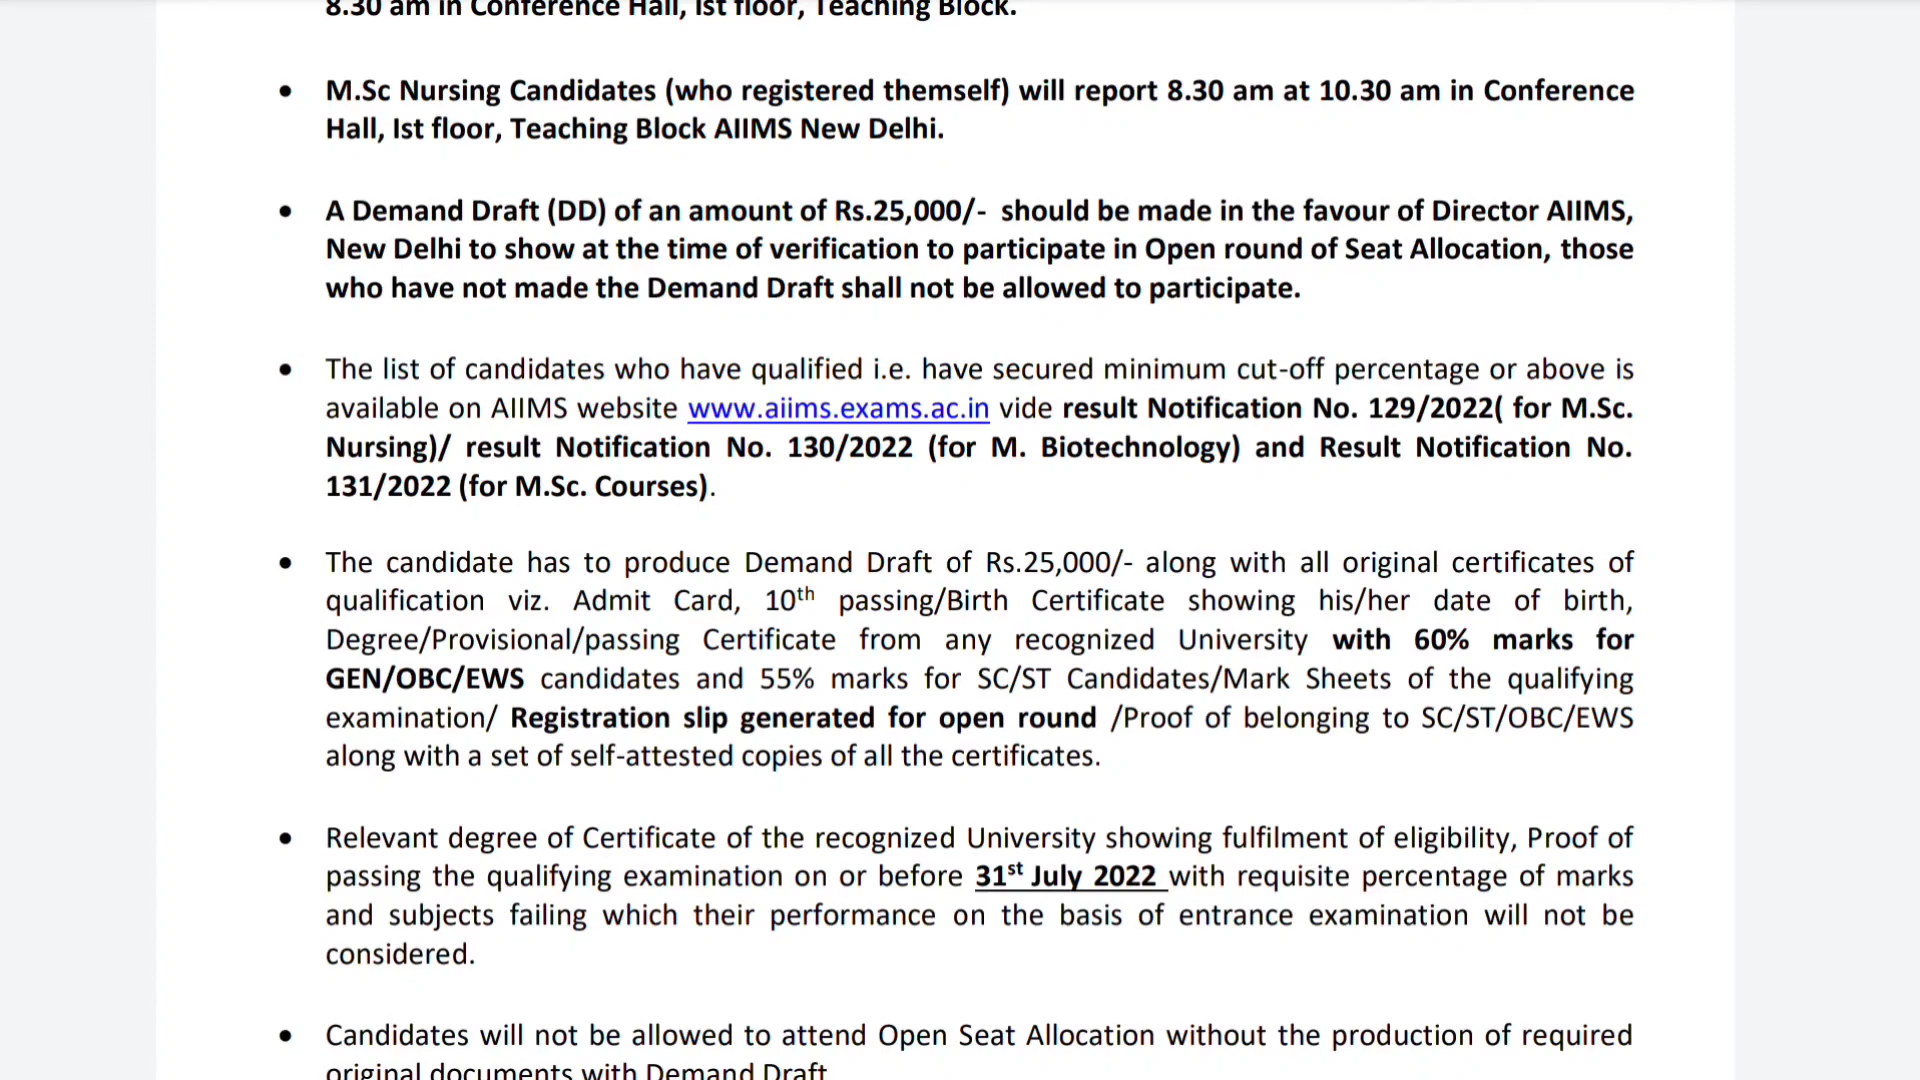 8.30 am in Conference Hall, Ist floor, Teaching Block.
• M.Sc Nursing Candidates (who registered themself) will report 8.30 am at 10.30 am in Conference
Hall, Ist floor, Teaching Block AIIMS New Delhi.
• A Demand Draft (DD) of an amount of Rs.25,000/- should be made in the favour of Director AIIMS,
New Delhi to show at the time of verification to participate in Open round of Seat Allocation, those
who have not made the Demand Draft shall not be allowed to participate.
• The list of candidates who have qualified i.e. have secured minimum cut-off percentage or above is
available on AIIMS website www.aiims.exams.ac.in vide result Notification No. 129/2022( for M.Sc.
Nursing)/ result Notification No. 130/2022 (for M. Biotechnology) and Result Notification No.
131/2022 (for M.Sc. Courses).
• The candidate has to produce Demand Draft of Rs.25,000/- along with all original certificates of
qualification viz. Admit Card, 10th passing/Birth Certificate showing his/her date of birth,
Degree/Provisional/passing Certificate from any recognized University with 60% marks for
GEN/OBC/EWS candidates and 55% marks for SC/ST Candidates/Mark Sheets of the qualifying
examination/ Registration slip generated for open round /Proof of belonging to SC/ST/OBC/EWS
along with a set of self-attested copies of all the certificates.
• Relevant degree of Certificate of the recognized University showing fulfilment of eligibility, Proof of
passing the qualifying examination on or before 31st July 2022 with requisite percentage of marks
and subjects failing which their performance on the basis of entrance examination will not be
considered.
• Candidates will not be allowed to attend Open Seat Allocation without the production of required
original documents with Demand Draft